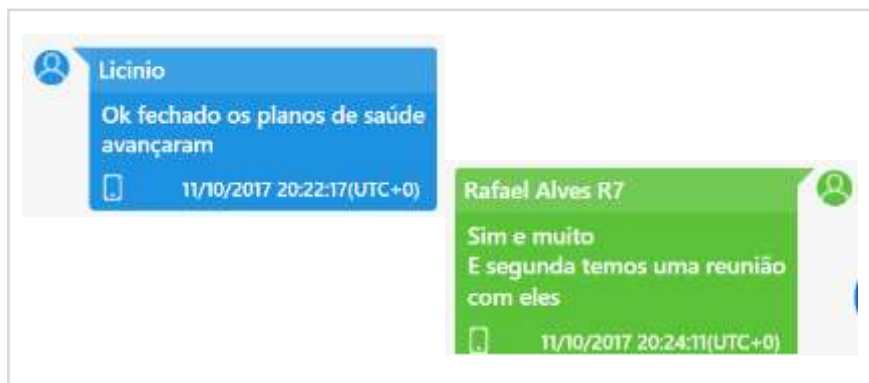 Licinio
Ok fechado os planos de saúde
avançaram
11/10/2017 20:22:17(UTC+0)
Rafael Alves R7
Sim e muito
E segunda temos uma reunião
com eles
11/10/2017 20:24:11(UTC+0)